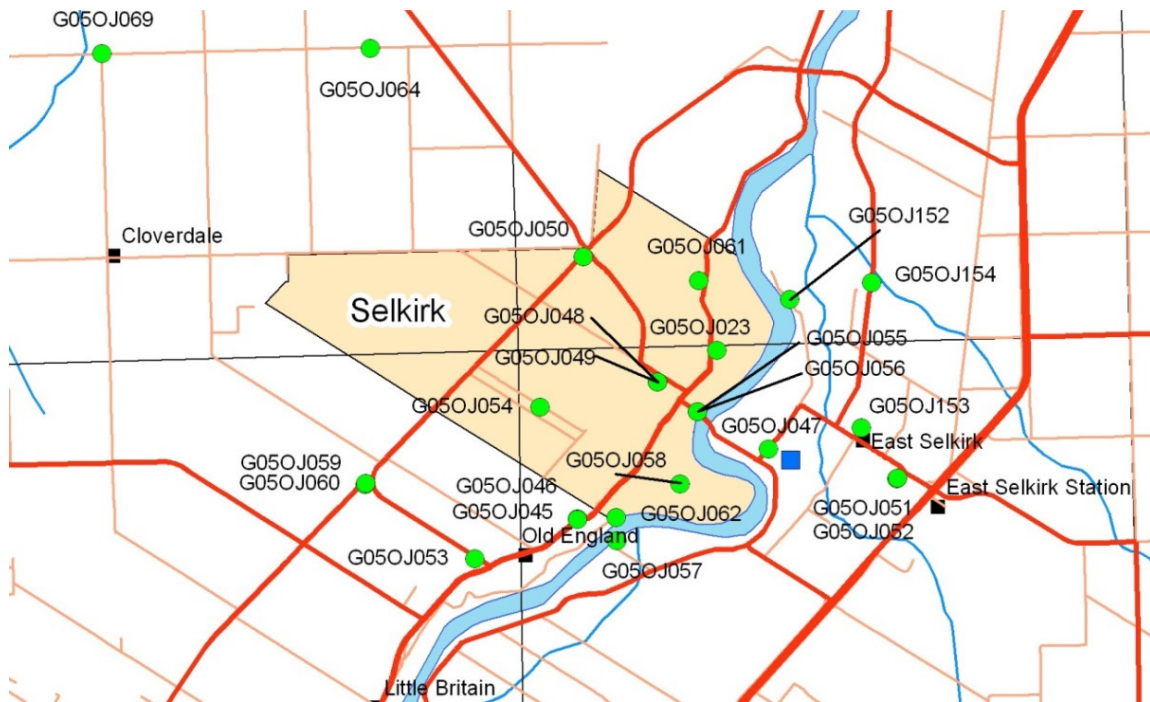 G05OJ069
G05OJ064
G05OJ152
Cloverdale
G05OJ050
G05OJ061
G05OJ154
Selkirk
G05OJ048
G05OJ023
G05OJ055
G05OJ049
G05OJ056
G05OJ054
G05OJ153
G05OJ047
East Selkirk
G05OJ059
G05OJ058
G05OJ060
G05OJ046
East Selkirk Station
G05OJ045
G05OJ062
G05OJ051
Old England
G05OJ052
G05OJ053
G05OJ057
Little Britain